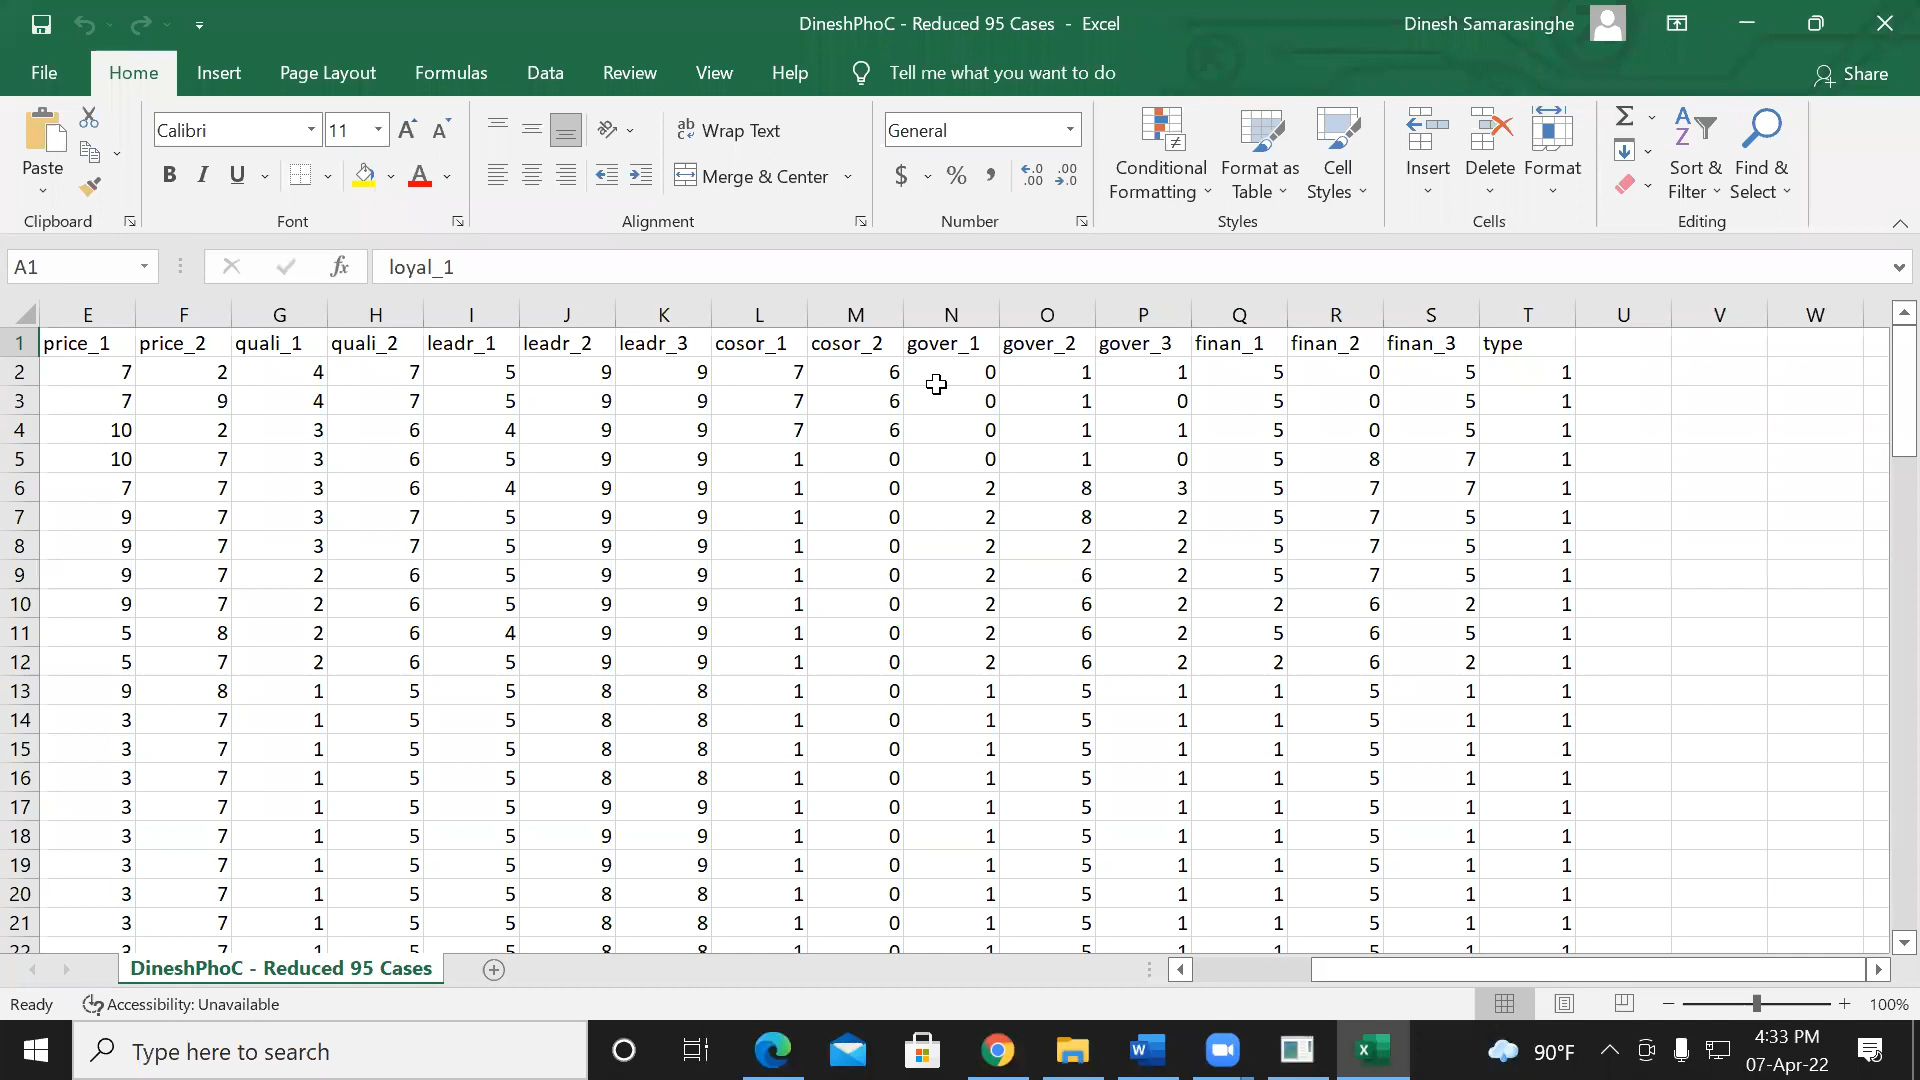 DineshPhoC - Reduced 95 Cases - Excel
Dinesh Samarasinghe
File Home Insert Page Layout Formulas Data Review View Help Tell me what you want to do Share
Paste
Clipboard
Calibri 11
B I U
Font
Wrap Text
Merge & Center
Alignment
General
$ % ,
Number
Conditional Formatting
Format as Table
Cell Styles
Styles
Insert Delete Format
Cells
Sort & Filter
Find & Select
Editing
A1 fx loyal_1
E F G H I J K L M N O P Q R S T U V W
1 price_1 price_2 quali_1 quali_2 leadr_1 leadr_2 leadr_3 cosor_1 cosor_2 gover_1 gover_2 gover_3 finan_1 finan_2 finan_3 type
2 7 2 4 7 5 9 9 7 6 0 1 1 5 0 5 1
3 7 9 4 7 5 9 9 7 6 0 1 0 5 0 5 1
4 10 2 3 6 4 9 9 7 6 0 1 1 5 0 5 1
5 10 7 3 6 5 9 9 1 0 0 1 0 5 8 7 1
6 7 7 3 6 4 9 9 1 0 2 8 3 5 7 7 1
7 9 7 3 7 5 9 9 1 0 2 8 2 5 7 5 1
8 9 7 3 7 5 9 9 1 0 2 2 2 5 7 5 1
9 9 7 2 6 5 9 9 1 0 2 6 2 5 7 5 1
10 9 7 2 6 5 9 9 1 0 2 6 2 2 6 2 1
11 5 8 2 6 4 9 9 1 0 2 6 2 5 6 5 1
12 5 7 2 6 5 9 9 1 0 2 6 2 2 6 2 1
13 9 8 1 5 5 8 8 1 0 1 5 1 1 5 1 1
14 3 7 1 5 5 8 8 1 0 1 5 1 1 5 1 1
15 3 7 1 5 5 8 8 1 0 1 5 1 1 5 1 1
16 3 7 1 5 5 8 8 1 0 1 5 1 1 5 1 1
17 3 7 1 5 5 9 9 1 0 1 5 1 1 5 1 1
18 3 7 1 5 5 9 9 1 0 1 5 1 1 5 1 1
19 3 7 1 5 5 9 9 1 0 1 5 1 1 5 1 1
20 3 7 1 5 5 8 8 1 0 1 5 1 1 5 1 1
21 3 7 1 5 5 8 8 1 0 1 5 1 1 5 1 1
22 3 7 1 5 5 8 8 1 0 1 5 1 1 5 1 1
DineshPhoC - Reduced 95 Cases
Ready Accessibility: Unavailable 100%
Type here to search
90°F
4:33 PM
07-Apr-22